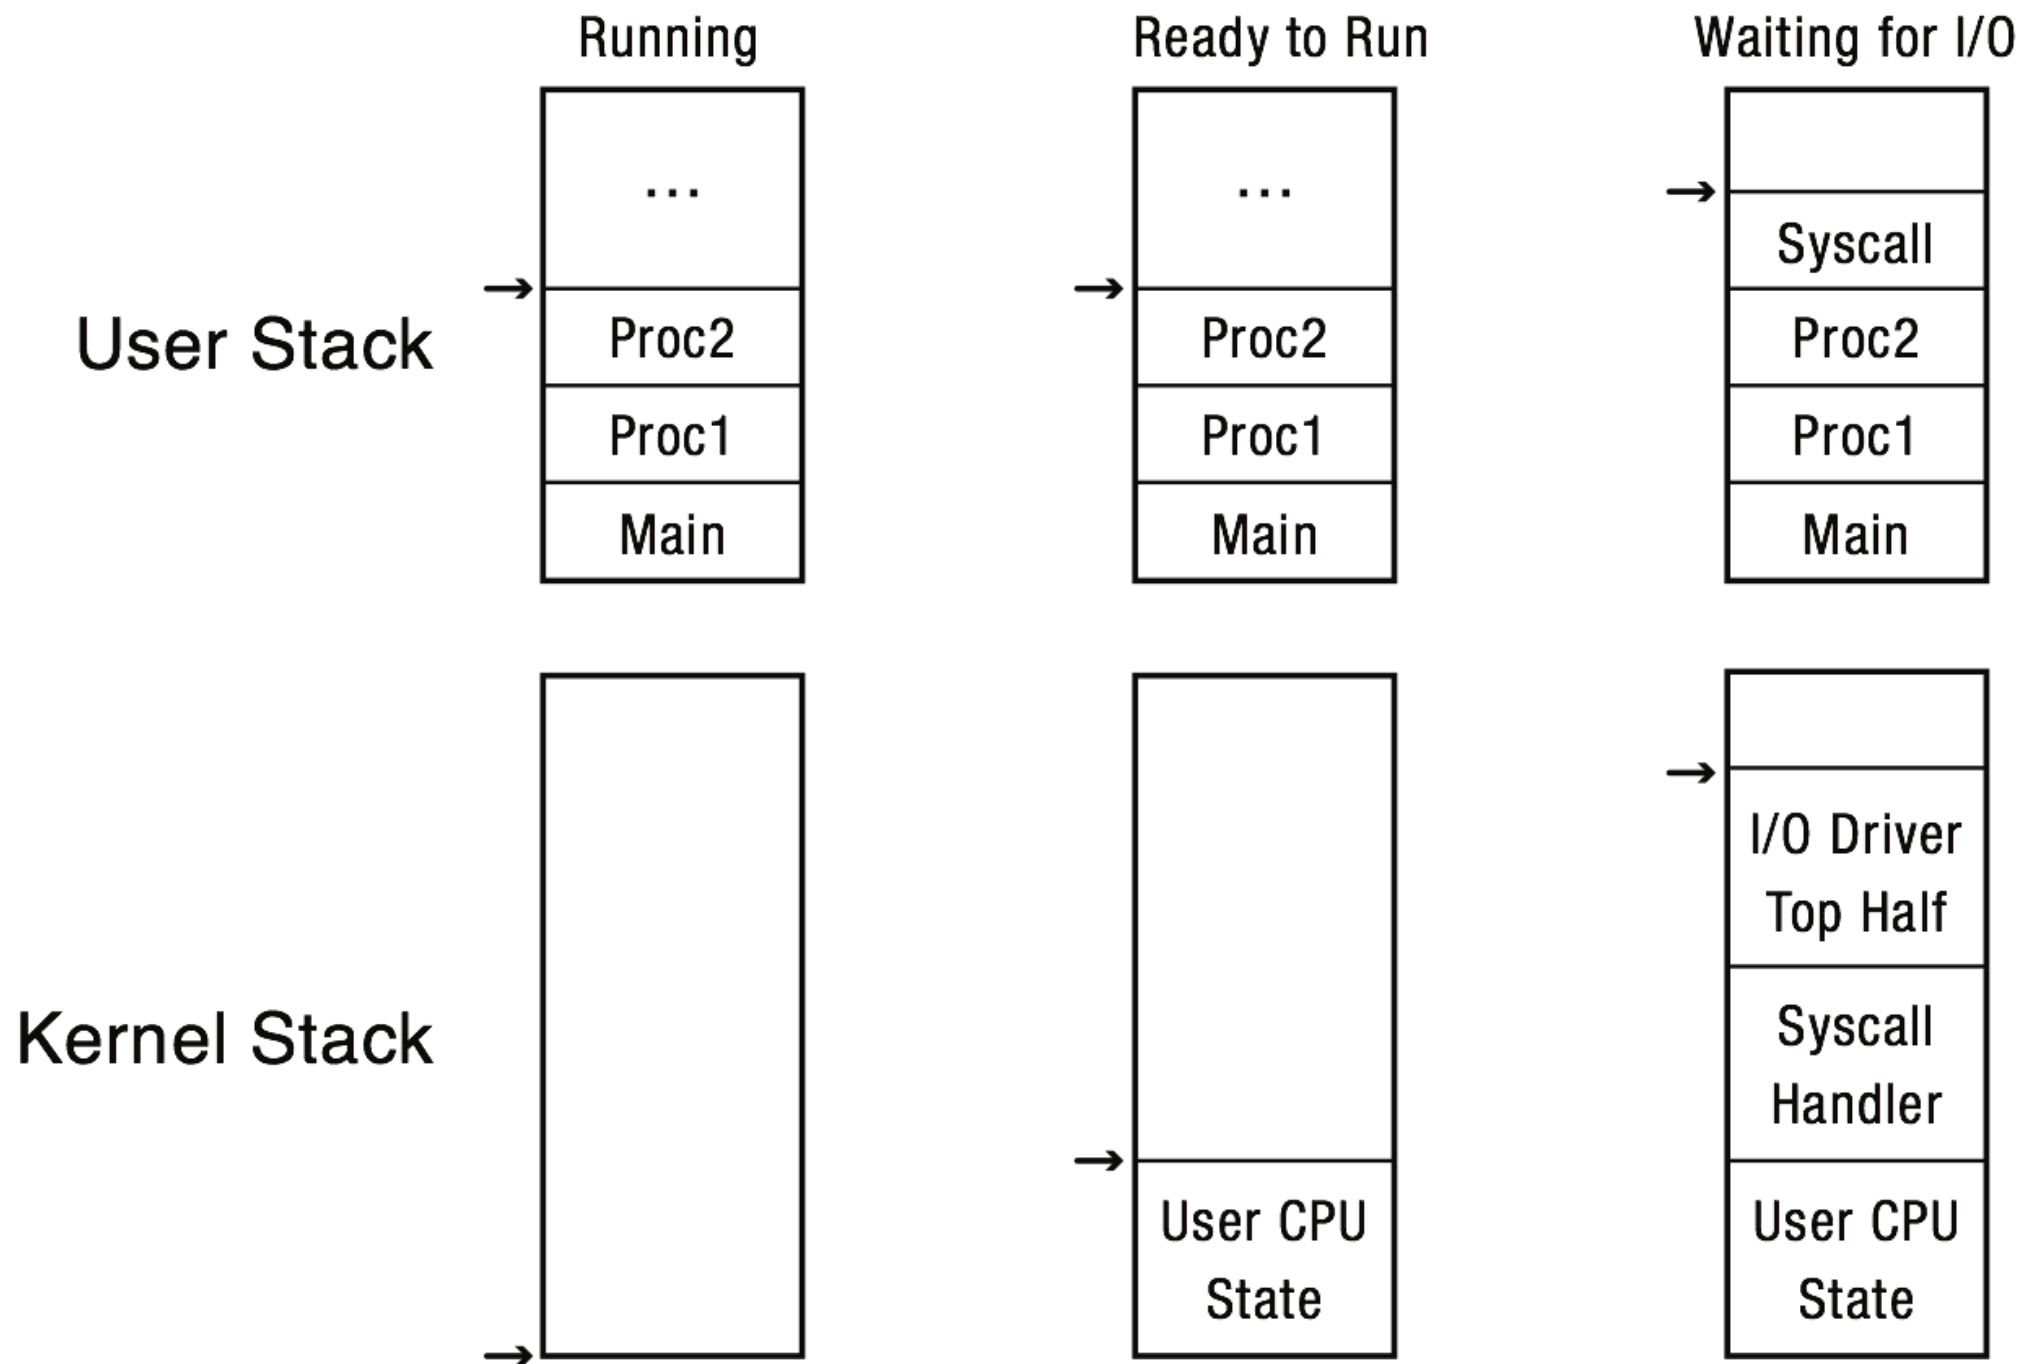 Running
Ready to Run
Waiting for I/O
...
...
Syscall
User Stack
Proc2
Proc2
Proc2
Proc1
Proc1
Proc1
Main
Main
Main
I/O Driver
Top Half
Kernel Stack
Syscall
Handler
User CPU
State
User CPU
State